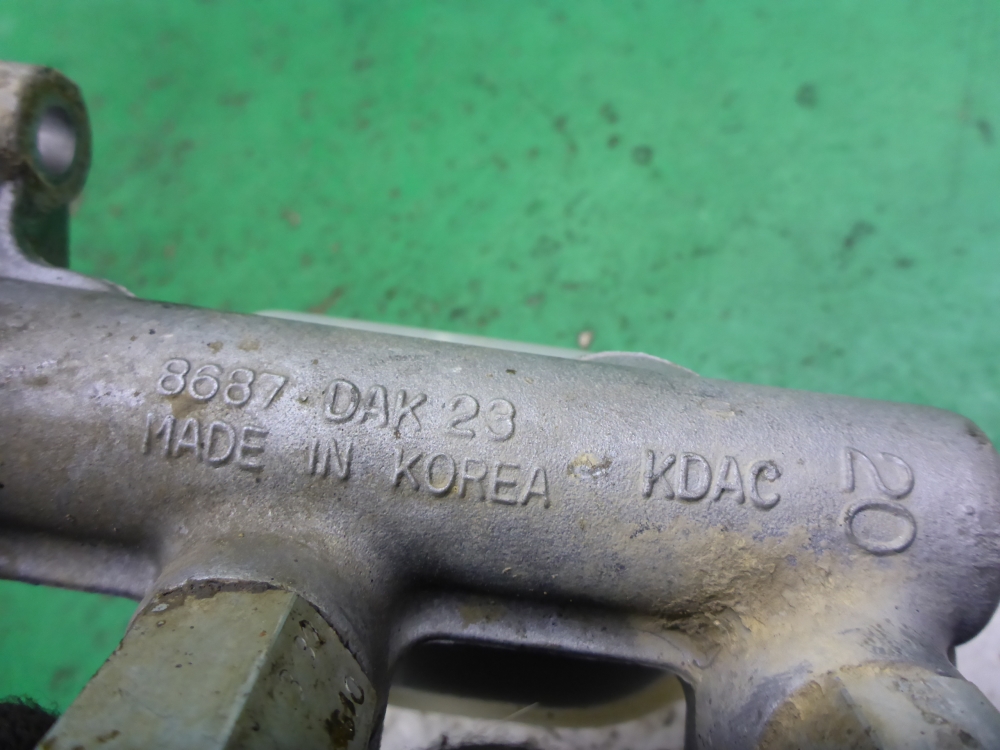 8687 DAK 23
MADE IN KOREA KDAC
20